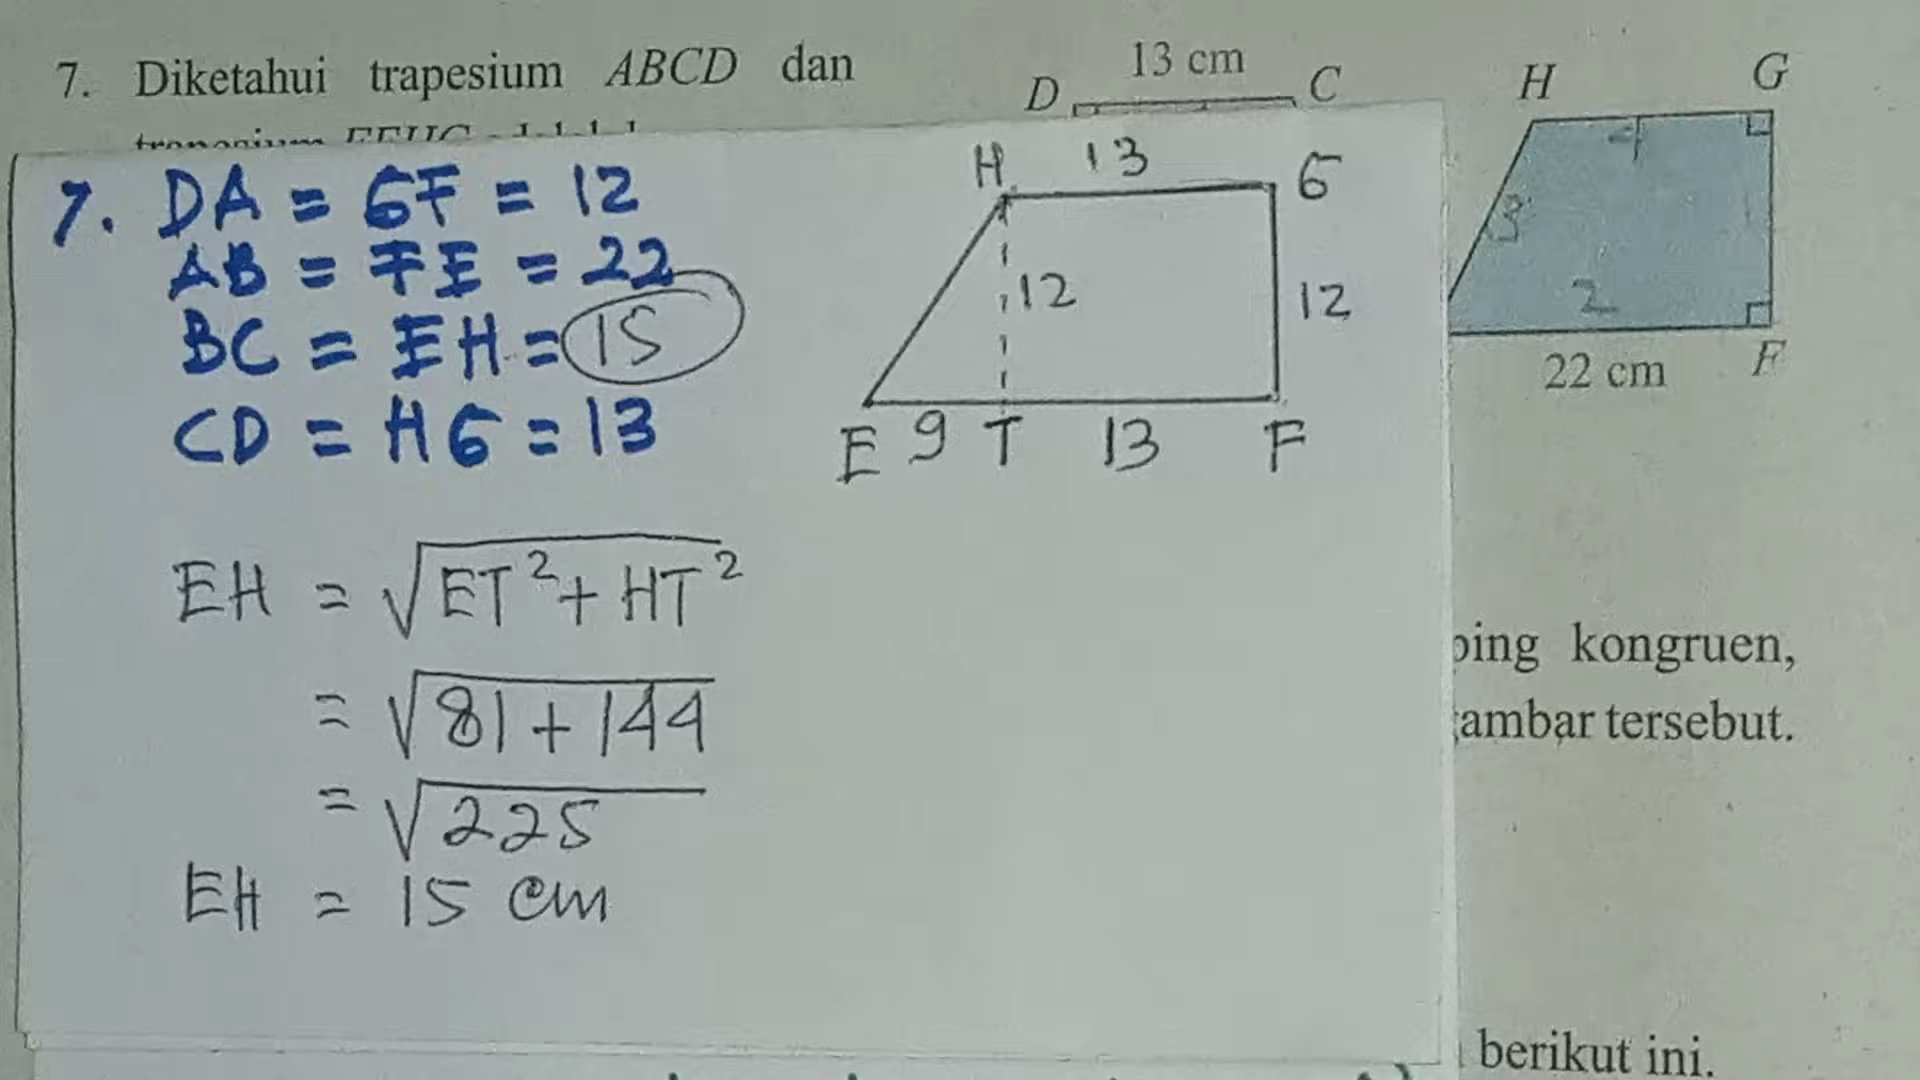 7. Diketahui trapesium ABCD dan
13 cm
D C
H G
4
3
2
22 cm
F
7. DA = GF = 12
AB = FE = 22
BC = EH = 15
CD = HG = 13
H 13 G
12 12
E 9 T 13 F
EH = √ET² + HT²
= √81 + 144
= √225
EH = 15 cm
kongruen,
tersebut.
berikut ini.